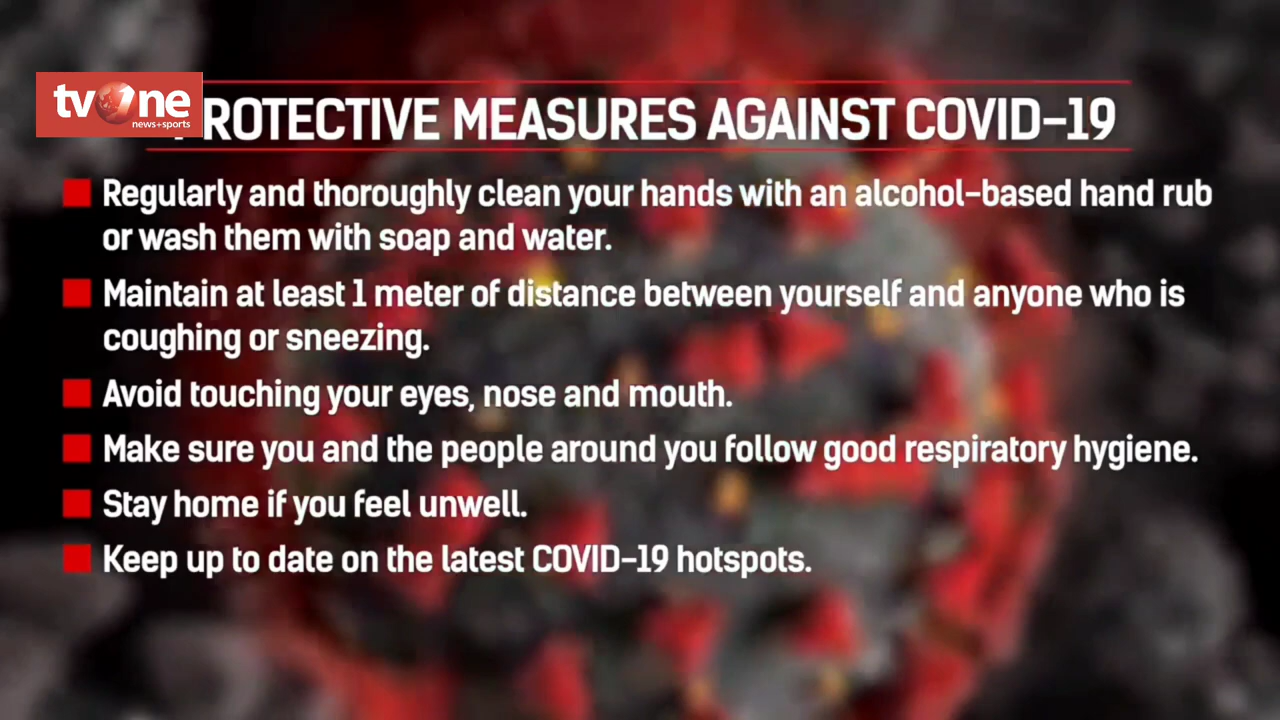 tvOne
news+sports
ROTECTIVE MEASURES AGAINST COVID-19
Regularly and thoroughly clean your hands with an alcohol-based hand rub
or wash them with soap and water.
Maintain at least 1 meter of distance between yourself and anyone who is
coughing or sneezing.
Avoid touching your eyes, nose and mouth.
Make sure you and the people around you follow good respiratory hygiene.
Stay home if you feel unwell.
Keep up to date on the latest COVID-19 hotspots.